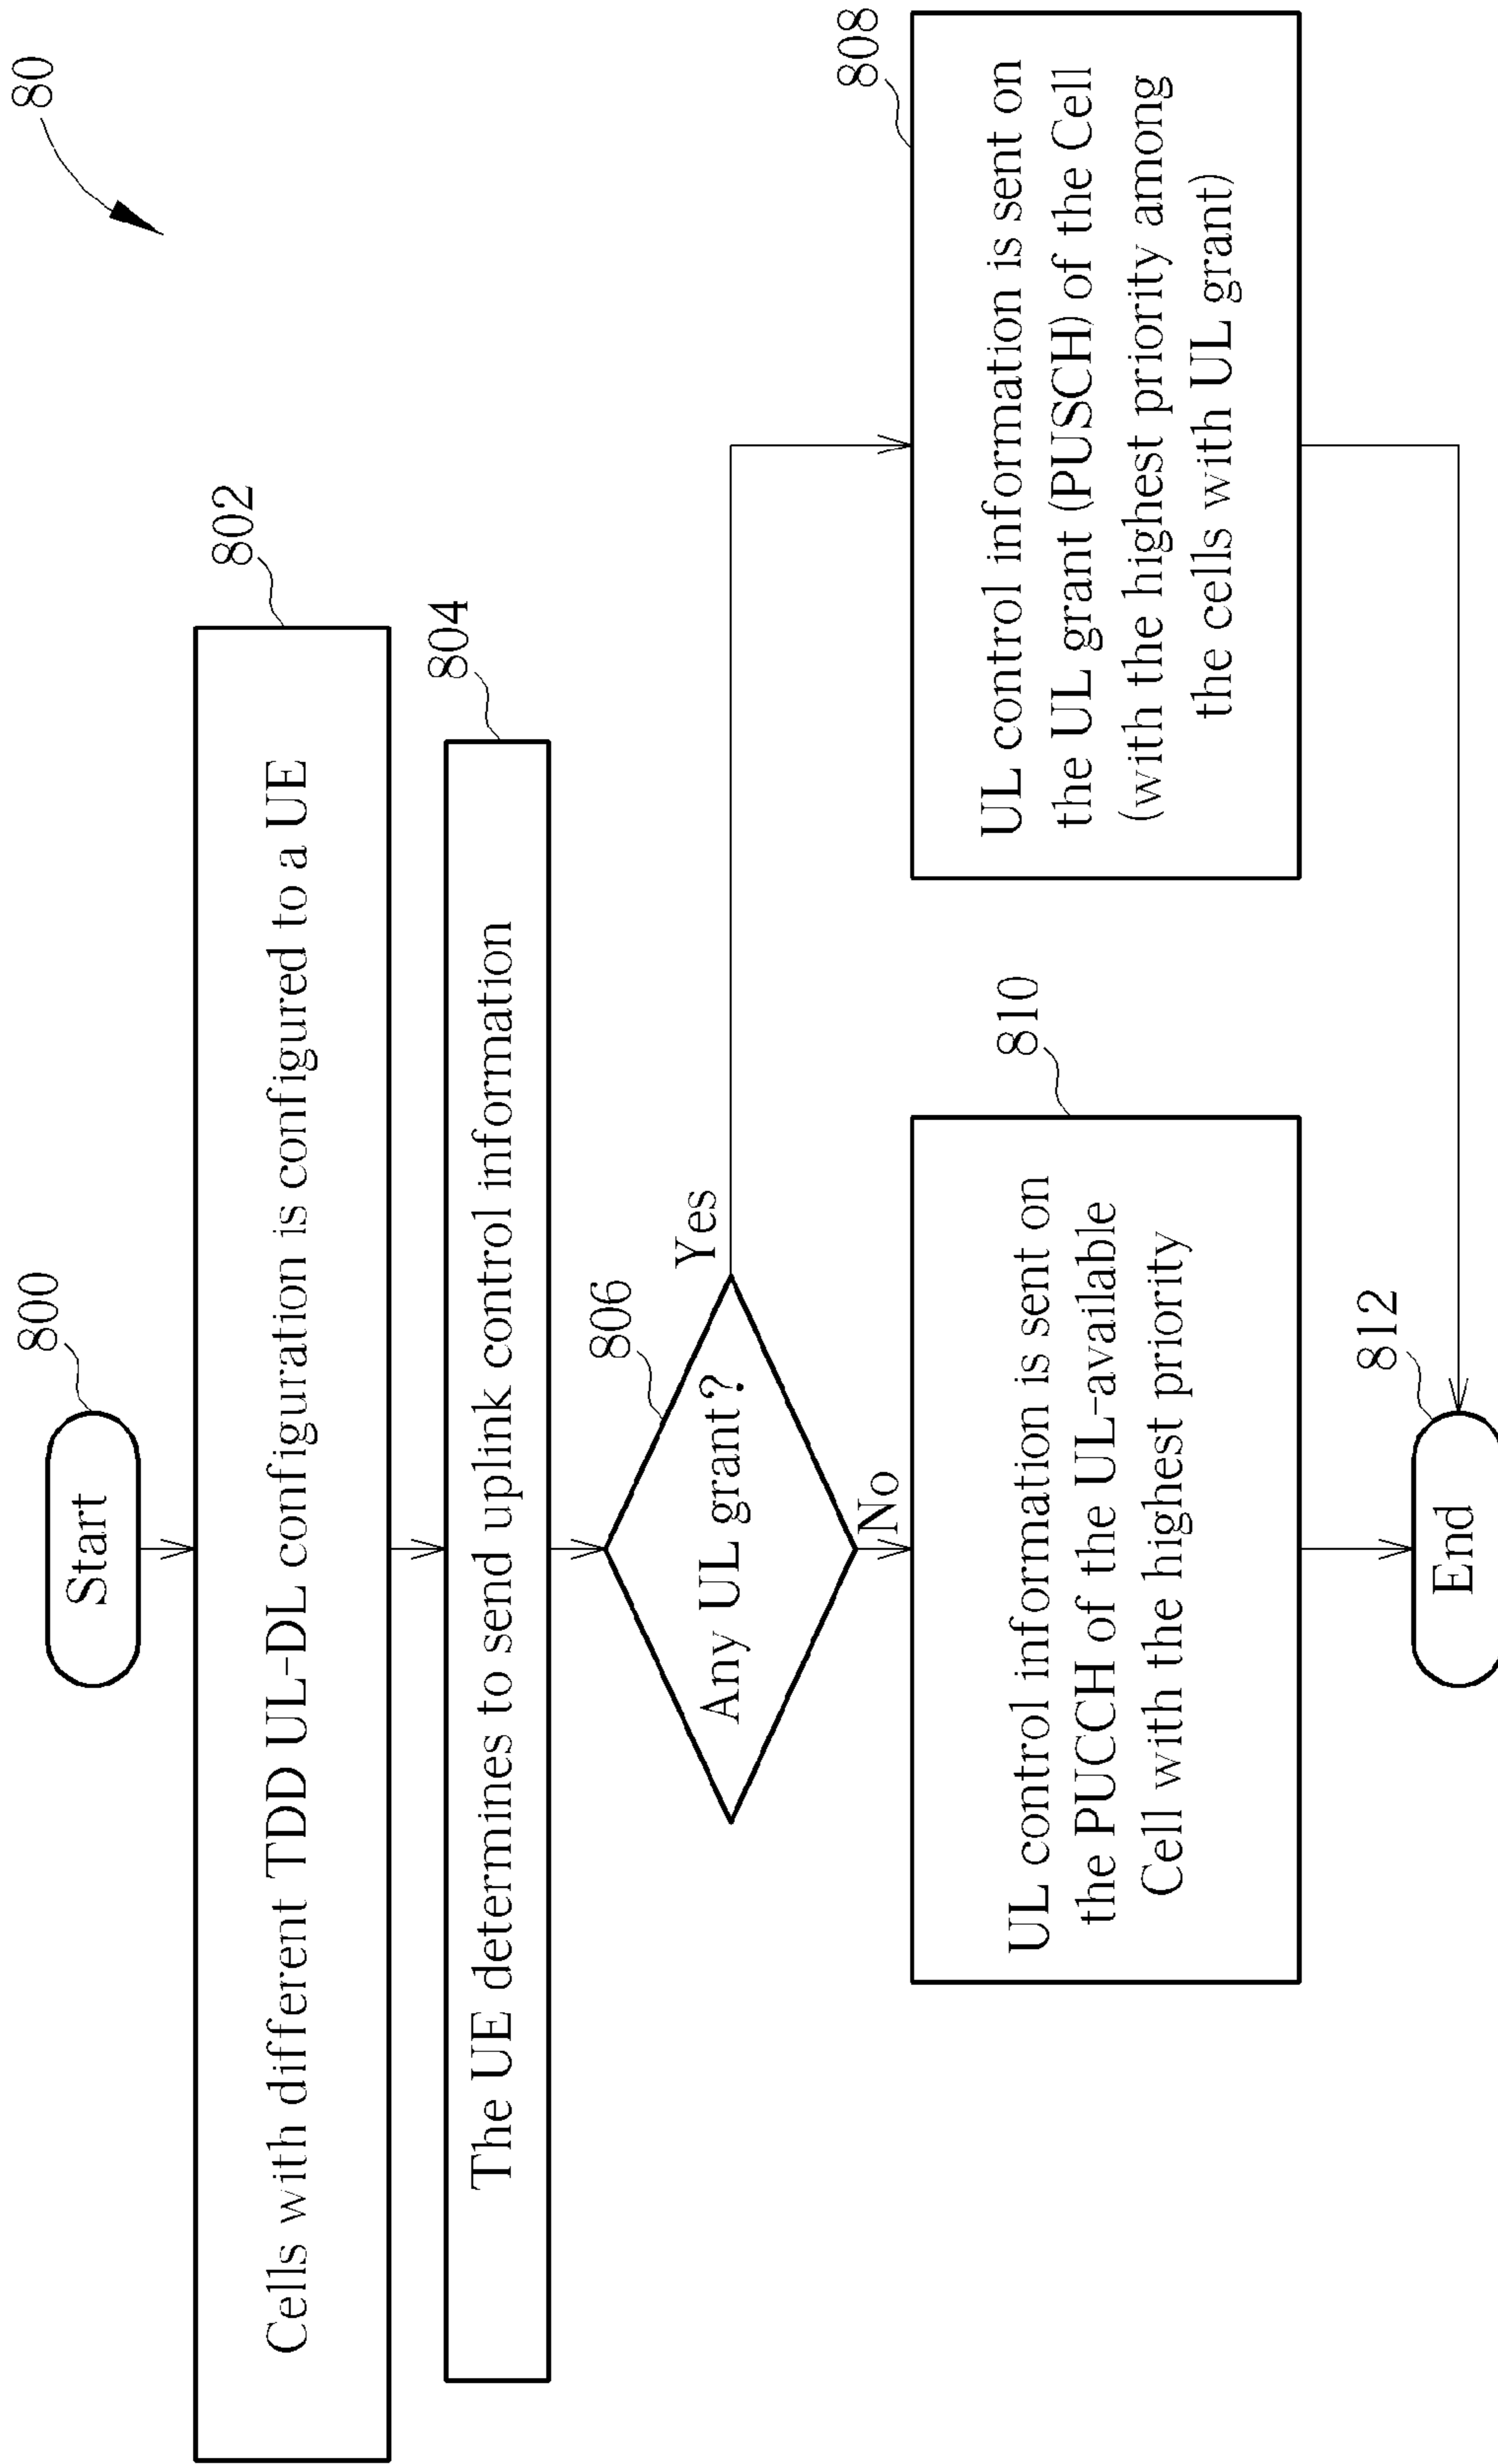 80
800
Start
802
Cells with different TDD UL-DL configuration is configured to a UE
804
The UE determines to send uplink control information
806
Any UL grant?
Yes
No
808
UL control information is sent on
the UL grant (PUSCH) of the Cell
(with the highest priority among
the cells with UL grant)
810
UL control information is sent on
the PUCCH of the UL-available
Cell with the highest priority
812
End